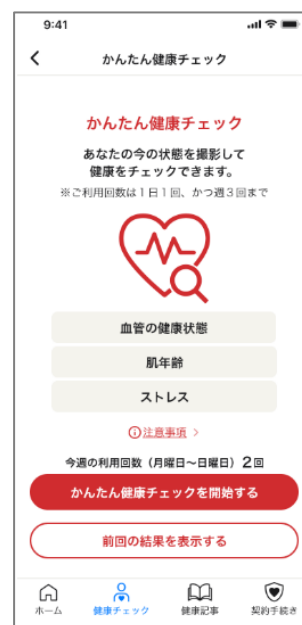 9:41
かんたん健康チェック
かんたん健康チェック
あなたの今の状態を撮影して
健康をチェックできます。
※ご利用回数は1日1回、かつ週3回まで
血管の健康状態
肌年齢
ストレス
注意事項 >
今週の利用回数（月曜日～日曜日） 2回
かんたん健康チェックを開始する
前回の結果を表示する
ホーム 健康チェック 健康記事 契約手続き